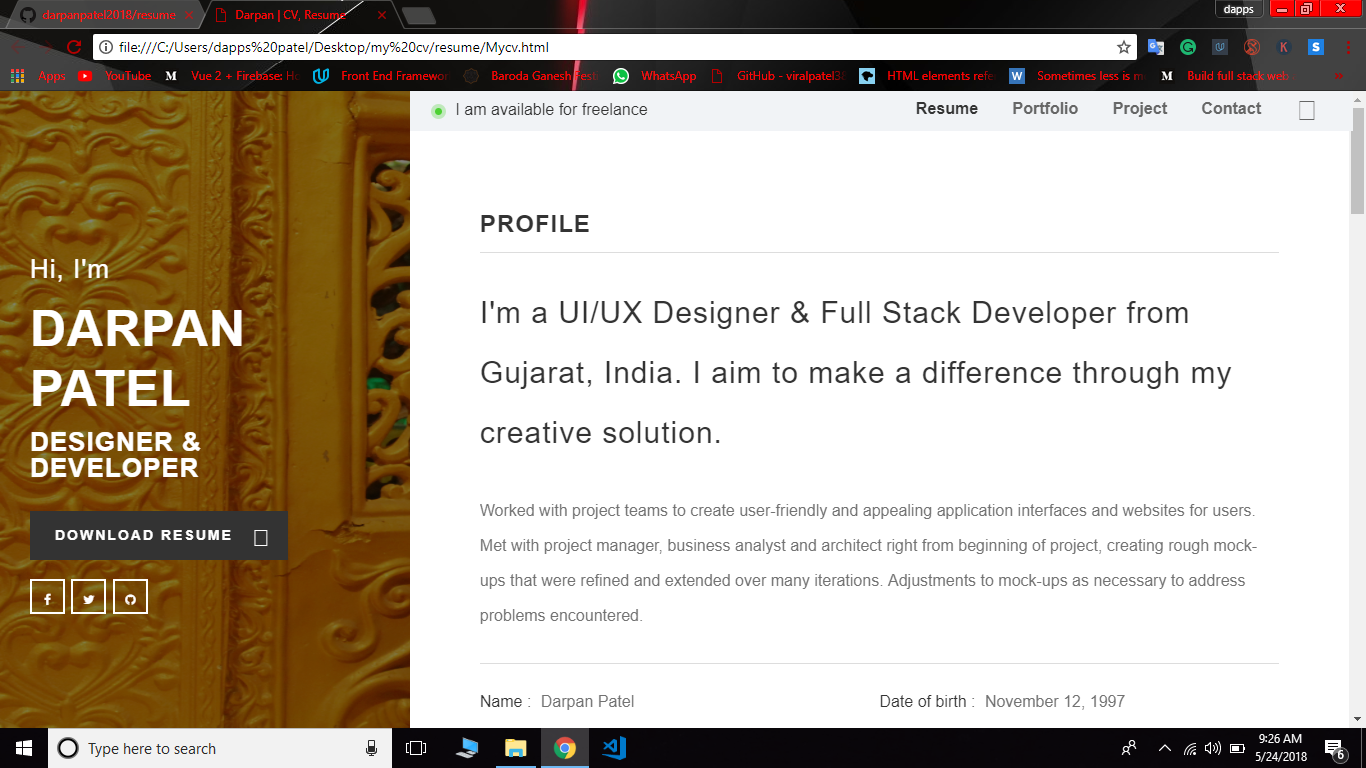 darpanpatel2018/resume
Darpan | CV, Resume
dapps
file:///C:/Users/dapps%20patel/Desktop/my%20cv/resume/Mycv.html
Apps
YouTube
Vue 2 + Firebase: Ho
Front End Framewor
Baroda Ganesh Festi
WhatsApp
GitHub - viralpatel38
HTML elements refe
Sometimes less is m
Build full stack web
I am available for freelance
Resume
Portfolio
Project
Contact
Hi, I'm
DARPAN
PATEL
DESIGNER &
DEVELOPER
DOWNLOAD RESUME
PROFILE
I'm a UI/UX Designer & Full Stack Developer from
Gujarat, India. I aim to make a difference through my
creative solution.
Worked with project teams to create user-friendly and appealing application interfaces and websites for users.
Met with project manager, business analyst and architect right from beginning of project, creating rough mock-
ups that were refined and extended over many iterations. Adjustments to mock-ups as necessary to address
problems encountered.
Name : Darpan Patel
Date of birth : November 12, 1997
Type here to search
9:26 AM
5/24/2018
6